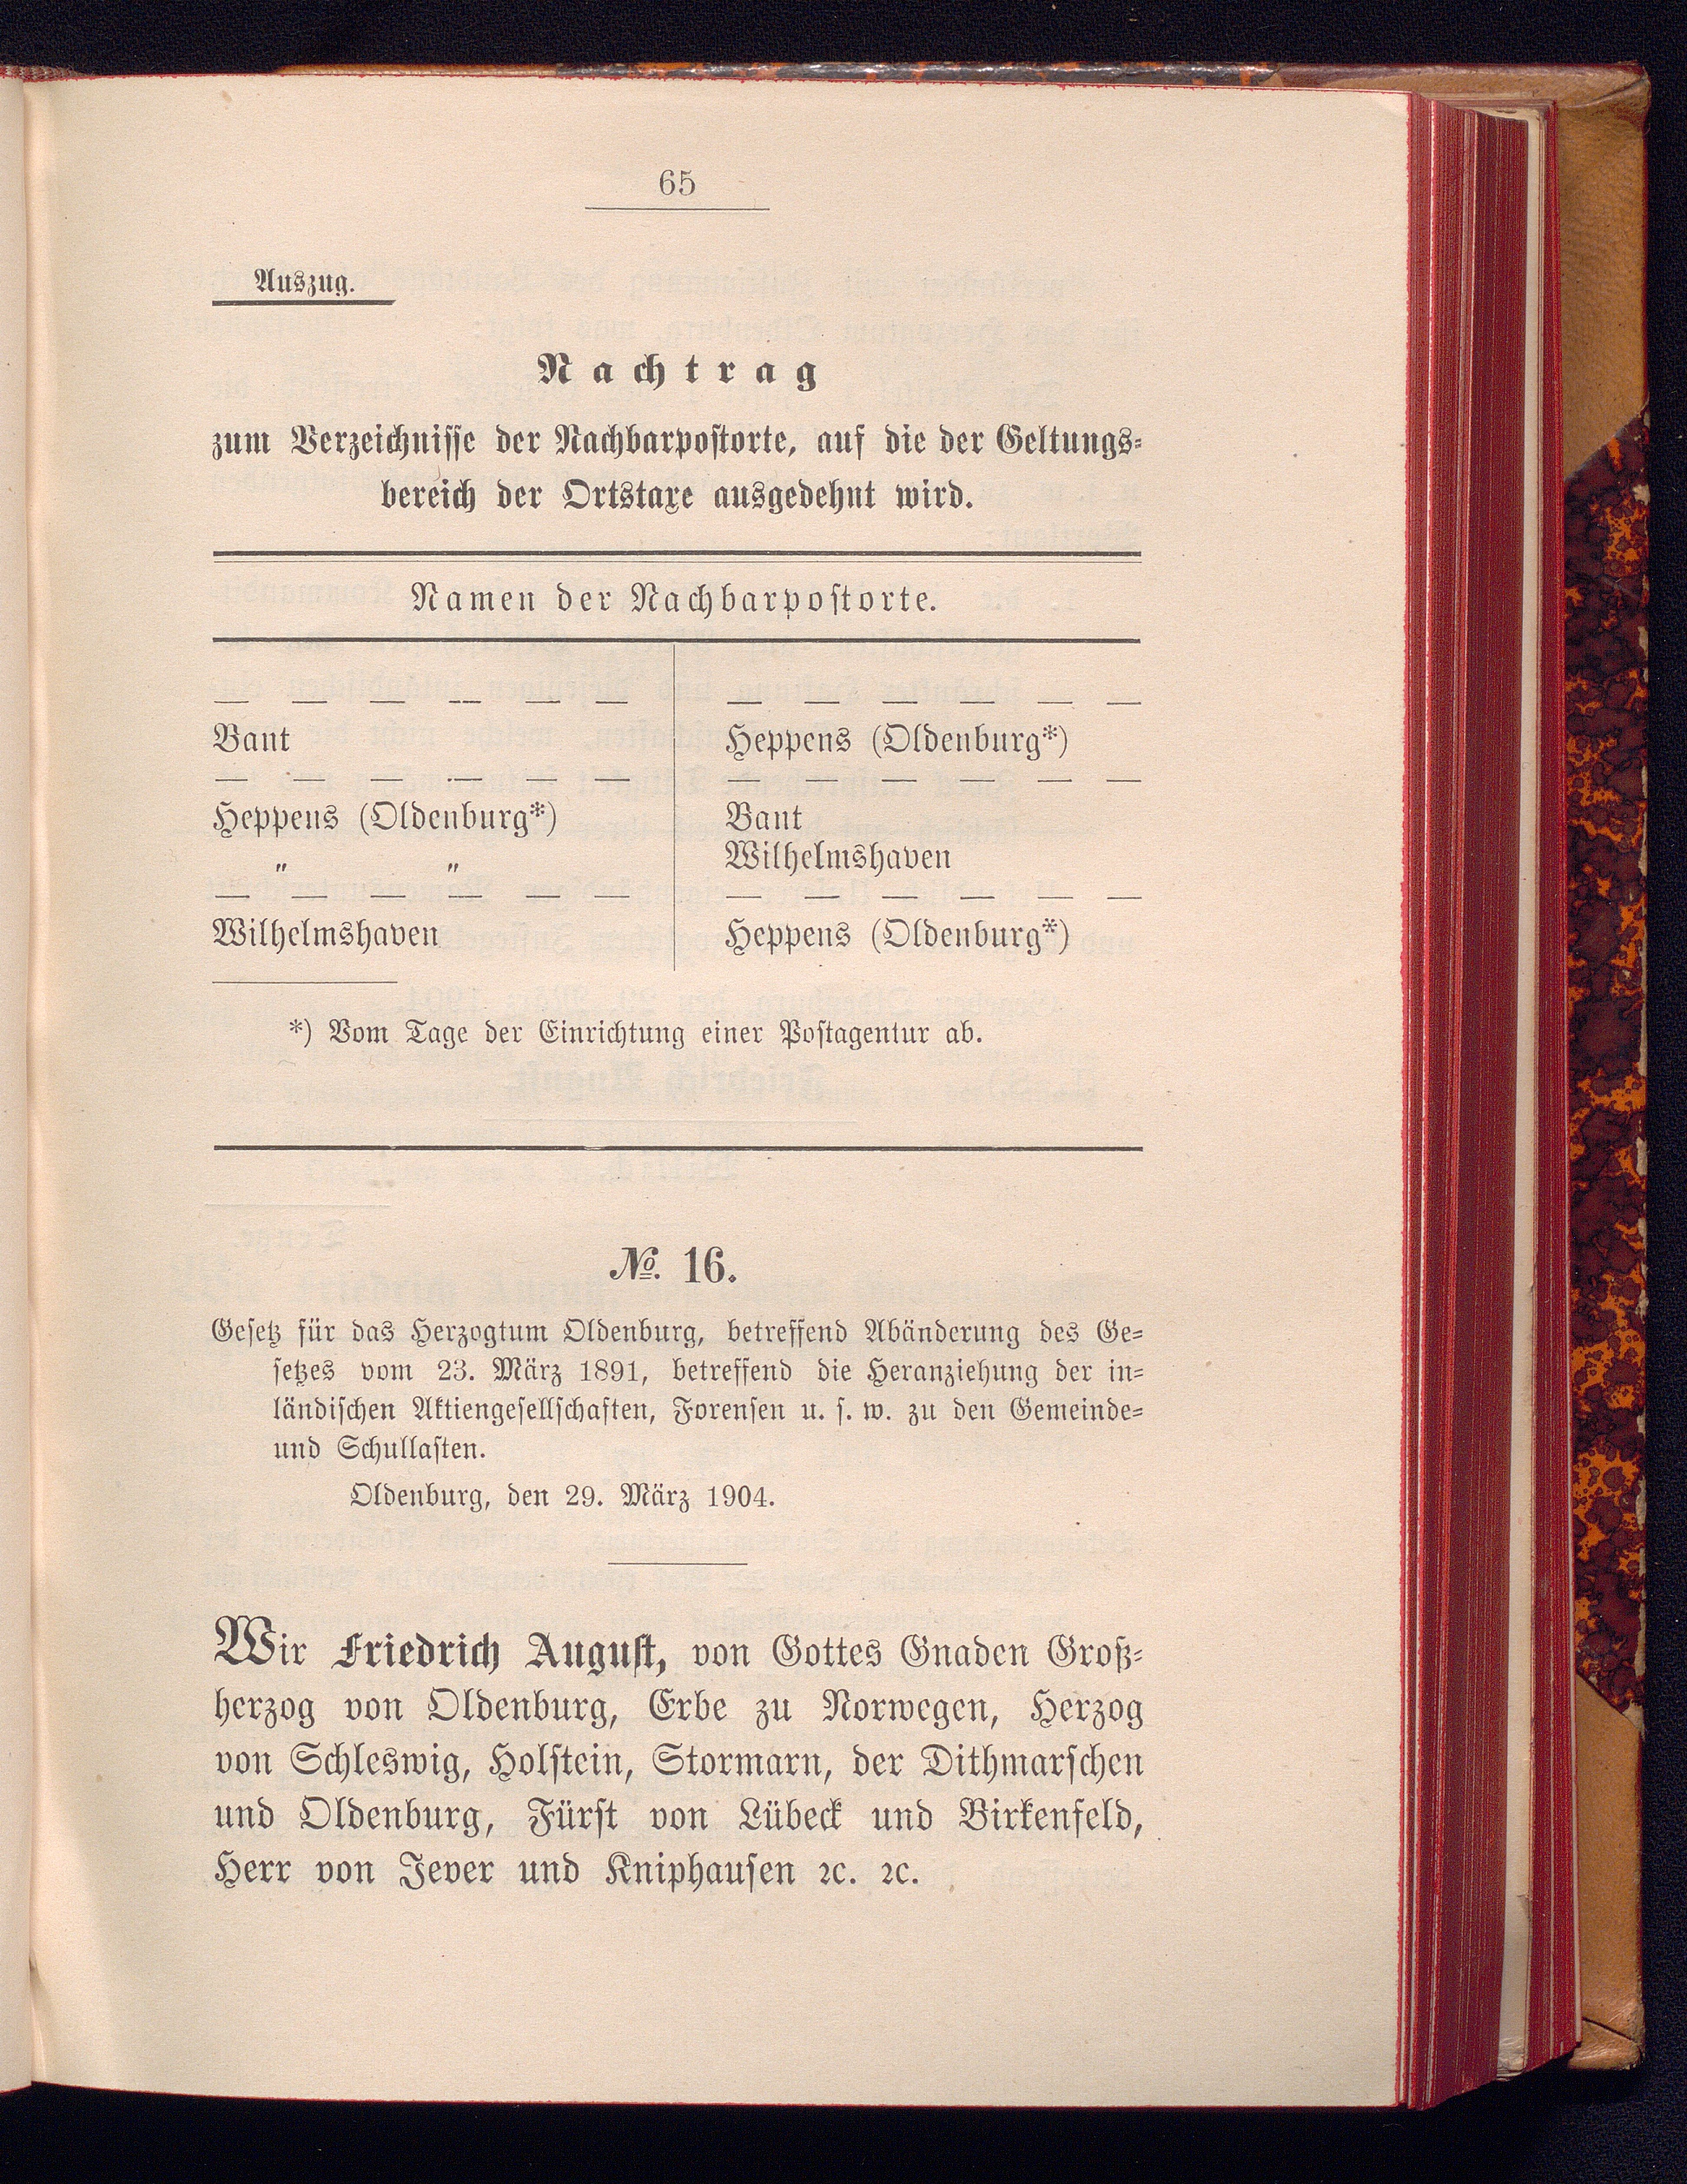 65
Auszug.
Nachtrag
zum Verzeichnisse der Nachbarpostorte, auf die der Geltungs-
bereich der Ortstaxe ausgedehnt wird.
Namen der Nachbarpostorte.
— — — — — — — — — — — —
Bant Heppens (Oldenburg*)
— — — — — — — — — — — —
Heppens (Oldenburg*) Bant
" " Wilhelmshaven
— — — — — — — — — — — —
Wilhelmshaven Heppens (Oldenburg*)
*) Vom Tage der Einrichtung einer Postagentur ab.
№. 16.
Gesetz für das Herzogtum Oldenburg, betreffend Abänderung des Ge-
setzes vom 23. März 1891, betreffend die Heranziehung der in-
ländischen Aktiengesellschaften, Forensen u. s. w. zu den Gemeinde-
und Schullasten.
Oldenburg, den 29. März 1904.
Wir Friedrich August, von Gottes Gnaden Groß-
herzog von Oldenburg, Erbe zu Norwegen, Herzog
von Schleswig, Holstein, Stormarn, der Dithmarschen
und Oldenburg, Fürst von Lübeck und Birkenfeld,
Herr von Jever und Kniphausen ꝛc. ꝛc.